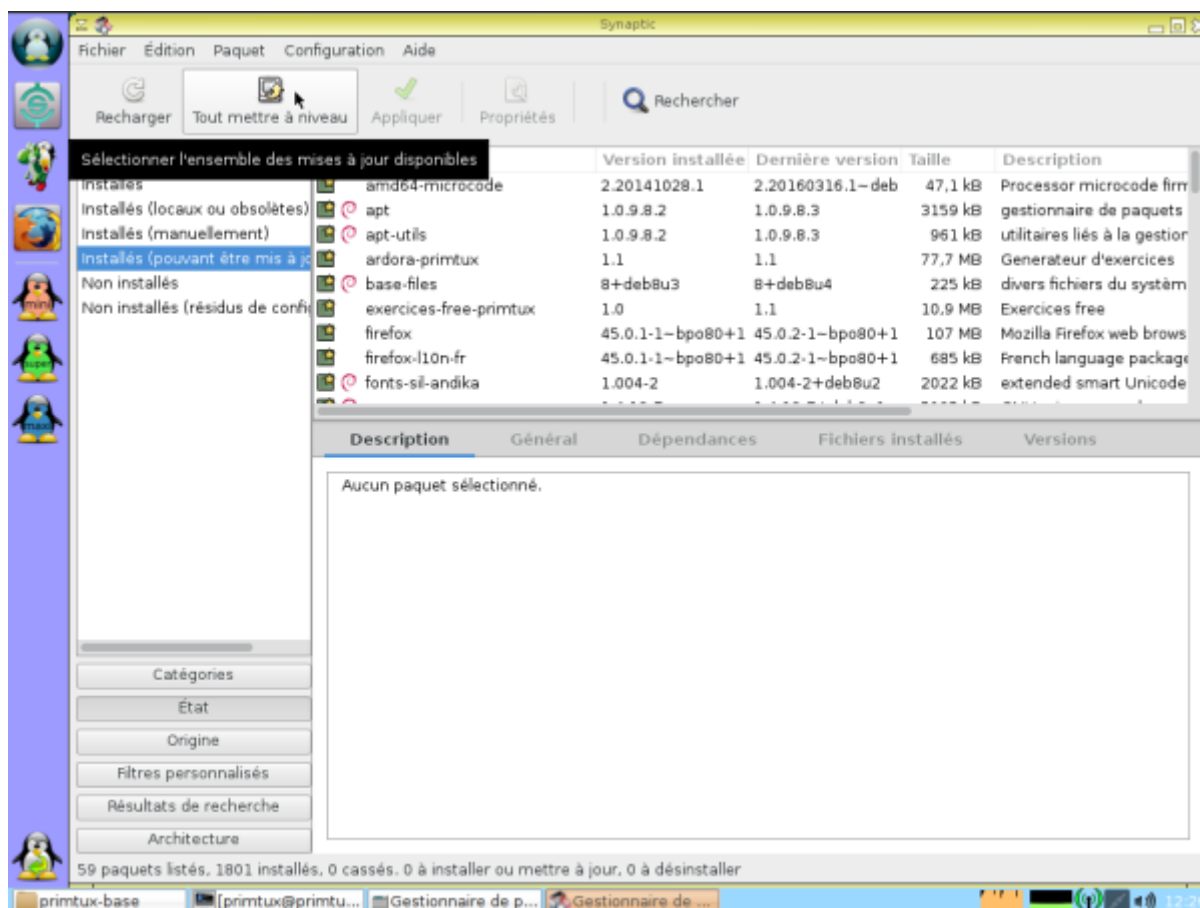 Synaptic
Fichier Édition Paquet Configuration Aide
Recharger Tout mettre à niveau Appliquer Propriétés Rechercher
Sélectionner l'ensemble des mises à jour disponibles
Version installée Dernière version Taille Description
Installés
Installés (locaux ou obsolètes)
Installés (manuellement)
Installés (pouvant être mis à jo
Non installés
Non installés (résidus de confi
amd64-microcode 2.20141028.1 2.20160316.1~deb 47,1 kB Processor microcode firm
apt 1.0.9.8.2 1.0.9.8.3 3159 kB gestionnaire de paquets
apt-utils 1.0.9.8.2 1.0.9.8.3 961 kB utilitaires liés à la gestion
ardora-primtux 1.1 1.1 77,7 MB Generateur d'exercices
base-files 8+deb8u3 8+deb8u4 225 kB divers fichiers du systèm
exercices-free-primtux 1.0 1.1 10,9 MB Exercices free
firefox 45.0.1-1~bpo80+1 45.0.2-1~bpo80+1 107 MB Mozilla Firefox web brows
firefox-l10n-fr 45.0.1-1~bpo80+1 45.0.2-1~bpo80+1 685 kB French language package
fonts-sil-andika 1.004-2 1.004-2+deb8u2 2022 kB extended smart Unicode
Description Général Dépendances Fichiers installés Versions
Aucun paquet sélectionné.
mini
super
maxi
Catégories
État
Origine
Filtres personnalisés
Résultats de recherche
Architecture
59 paquets listés, 1801 installés, 0 cassés. 0 à installer ou mettre à jour, 0 à désinstaller
primtux-base [primtux@primtu... Gestionnaire de p... Gestionnaire de ...